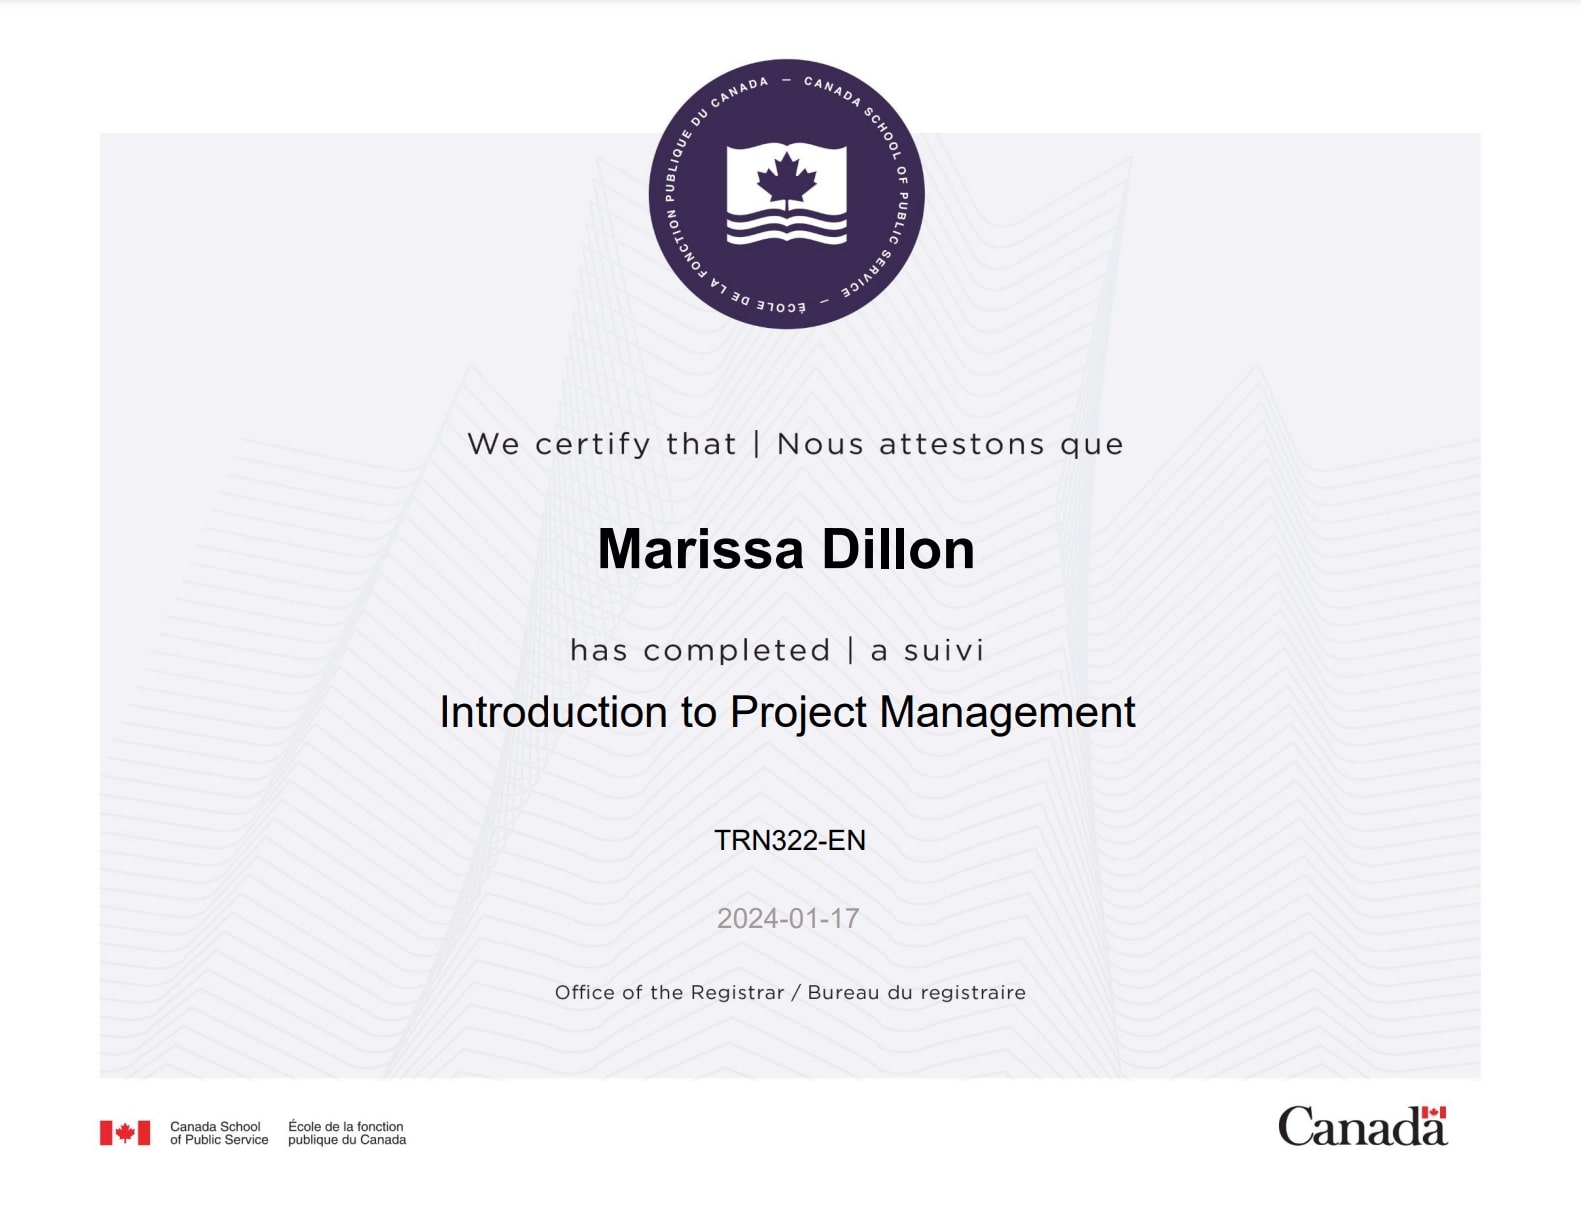 CANADA SCHOOL OF PUBLIC SERVICE — ÉCOLE DE LA FONCTION PUBLIQUE DU CANADA —
We certify that | Nous attestons que
Marissa Dillon
has completed | a suivi
Introduction to Project Management
TRN322-EN
2024-01-17
Office of the Registrar / Bureau du registraire
Canada School
of Public Service
École de la fonction
publique du Canada
Canada